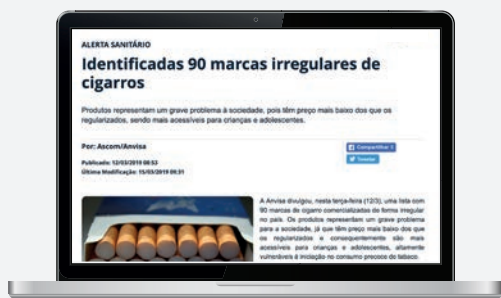 ALERTA SANITÁRIO
Identificadas 90 marcas irregulares de
cigarros
Produtos representam um grave problema à sociedade, pois têm preço mais baixo dos que os
regularizados, sendo mais acessíveis para crianças e adolescentes.
Por: Ascom/Anvisa
Compartilhar
Publicado: 12/03/2019 08:53
Tweetar
Última Modificação: 15/03/2019 09:31
A Anvisa divulgou, nesta terça-feira (12/3), uma lista com
90 marcas de cigarro comercializadas de forma irregular
no país. Os produtos representam um grave problema
para a sociedade, já que têm preço mais baixo dos que
os regularizados e consequentemente são mais
acessíveis para crianças e adolescentes, altamente
vulneráveis à iniciação no consumo precoce do tabaco.